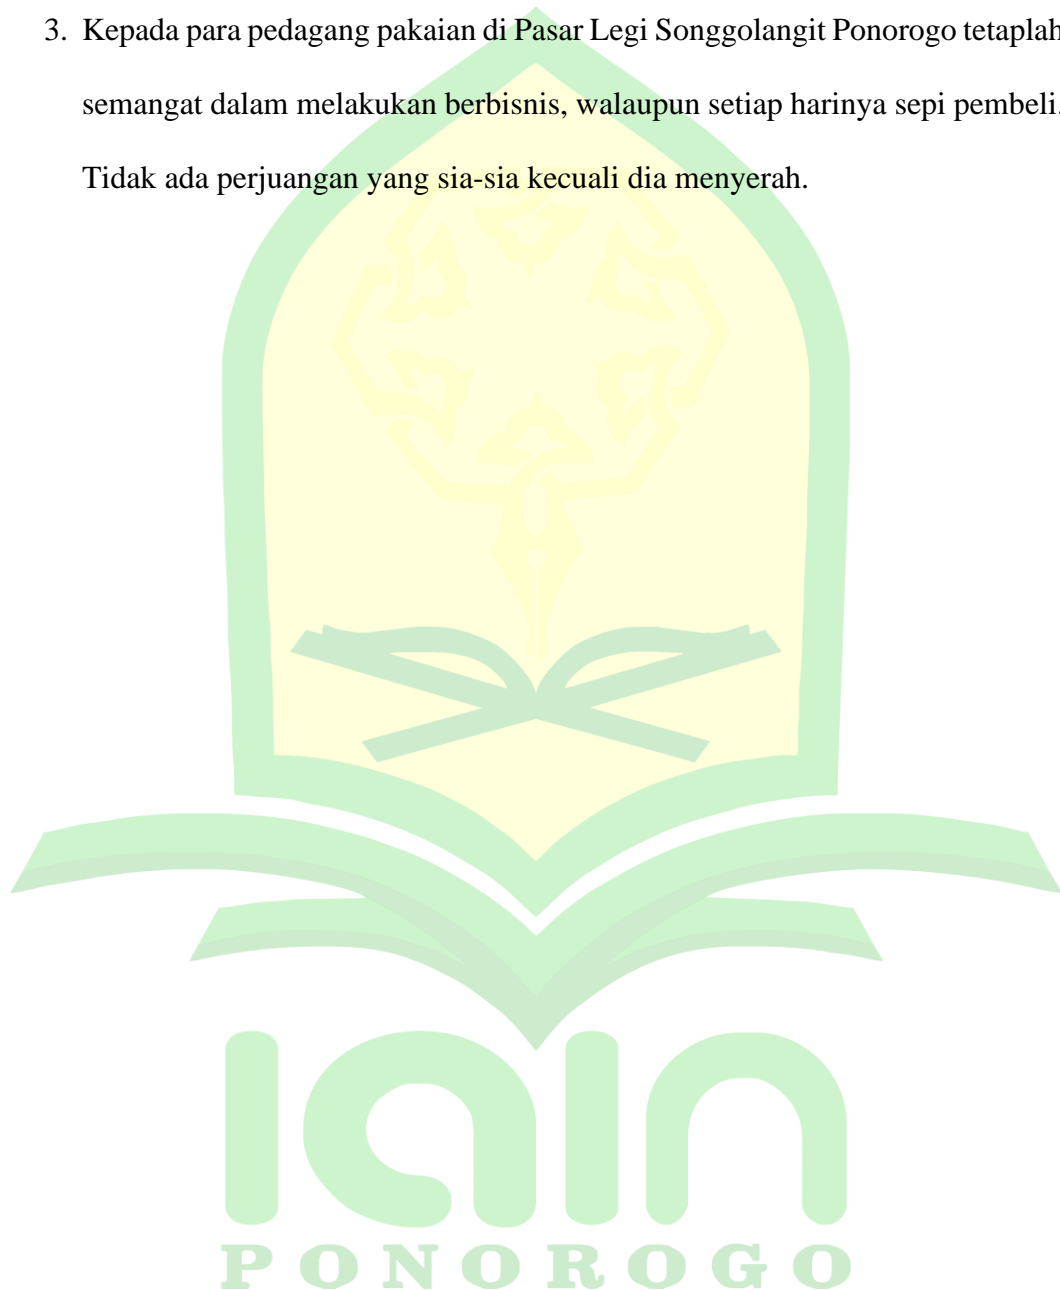 3. Kepada para pedagang pakaian di Pasar Legi Songgolangit Ponorogo tetaplah
semangat dalam melakukan berbisnis, walaupun setiap harinya sepi pembeli.
Tidak ada perjuangan yang sia-sia kecuali dia menyerah.
iain
PONOROGO